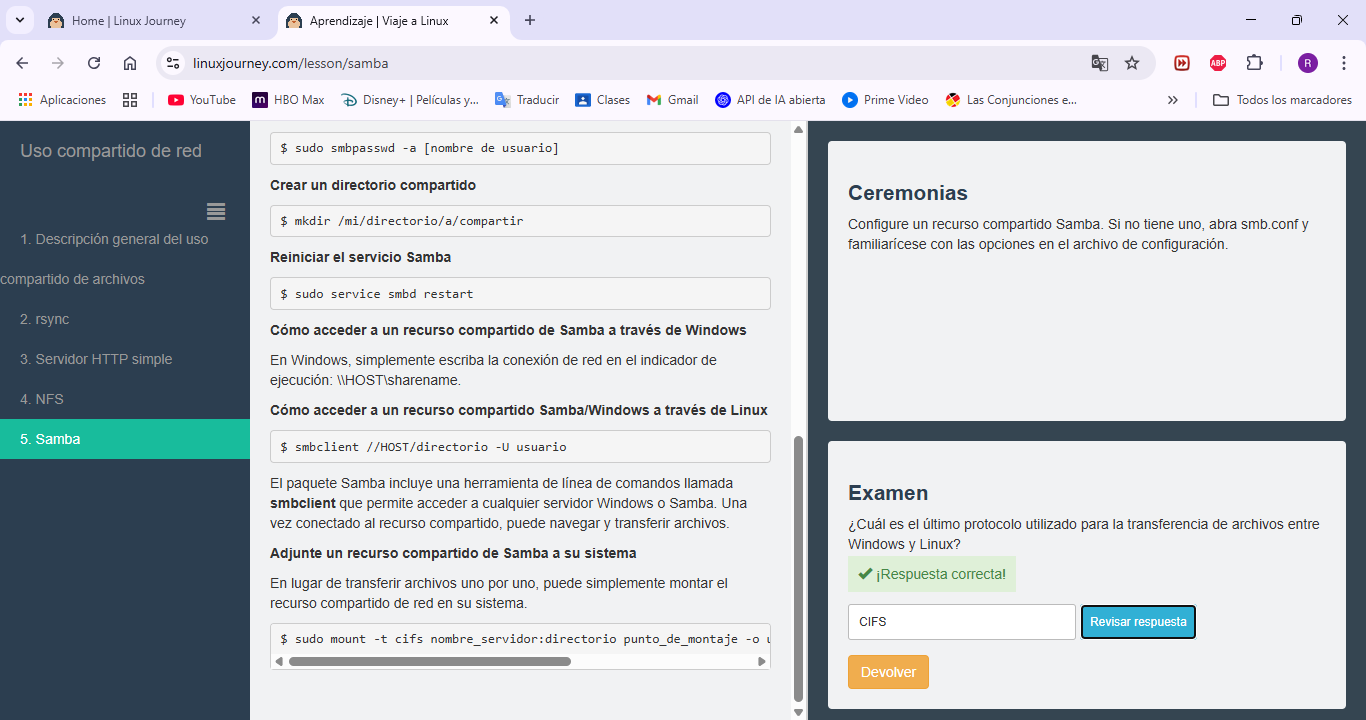 Home | Linux Journey
Aprendizaje | Viaje a Linux
linuxjourney.com/lesson/samba
ABP
R
Aplicaciones
YouTube
m HBO Max
Disney+ | Películas y...
Traducir
Clases
Gmail
API de IA abierta
Prime Video
Las Conjunciones e...
Todos los marcadores
Uso compartido de red
1. Descripción general del uso
compartido de archivos
2. rsync
3. Servidor HTTP simple
4. NFS
5. Samba
$ sudo smbpasswd -a [nombre de usuario]
Crear un directorio compartido
$ mkdir /mi/directorio/a/compartir
Reiniciar el servicio Samba
$ sudo service smbd restart
Cómo acceder a un recurso compartido de Samba a través de Windows
En Windows, simplemente escriba la conexión de red en el indicador de
ejecución: \\HOST\sharename.
Cómo acceder a un recurso compartido Samba/Windows a través de Linux
$ smbclient //HOST/directorio -U usuario
El paquete Samba incluye una herramienta de línea de comandos llamada
smbclient que permite acceder a cualquier servidor Windows o Samba. Una
vez conectado al recurso compartido, puede navegar y transferir archivos.
Adjunte un recurso compartido de Samba a su sistema
En lugar de transferir archivos uno por uno, puede simplemente montar el
recurso compartido de red en su sistema.
$ sudo mount -t cifs nombre_servidor:directorio punto_de_montaje -o u
Ceremonias
Configure un recurso compartido Samba. Si no tiene uno, abra smb.conf y
familiarícese con las opciones en el archivo de configuración.
Examen
¿Cuál es el último protocolo utilizado para la transferencia de archivos entre
Windows y Linux?
¡Respuesta correcta!
CIFS
Revisar respuesta
Devolver